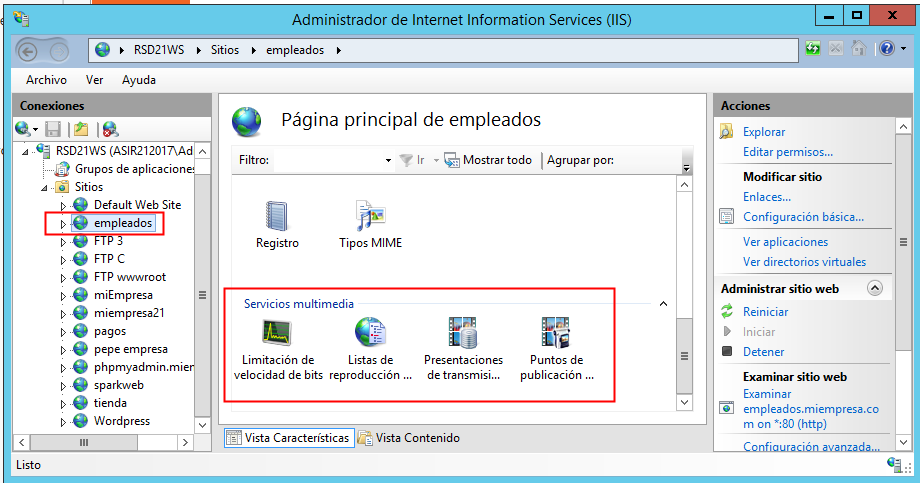 Administrador de Internet Information Services (IIS)
RSD21WS
Sitios
empleados
Archivo Ver Ayuda
Conexiones
RSD21WS (ASIR212017\Ad
Grupos de aplicaciones
Sitios
Default Web Site
empleados
FTP 3
FTP C
FTP wwwroot
miEmpresa
miempresa21
pagos
pepe empresa
phpmyadmin.mier
sparkweb
tienda
Wordpress
Página principal de empleados
Filtro: Ir Mostrar todo Agrupar por:
Registro
Tipos MIME
Servicios multimedia
Limitación de
velocidad de bits
Listas de
reproducción ...
Presentaciones
de transmisi...
Puntos de
publicación ...
Vista Características Vista Contenido
Acciones
Explorar
Editar permisos...
Modificar sitio
Enlaces...
Configuración básica...
Ver aplicaciones
Ver directorios virtuales
Administrar sitio web
Reiniciar
Iniciar
Detener
Examinar sitio web
Examinar
empleados.miempresa.co
m on *:80 (http)
Configuración avanzada...
Listo